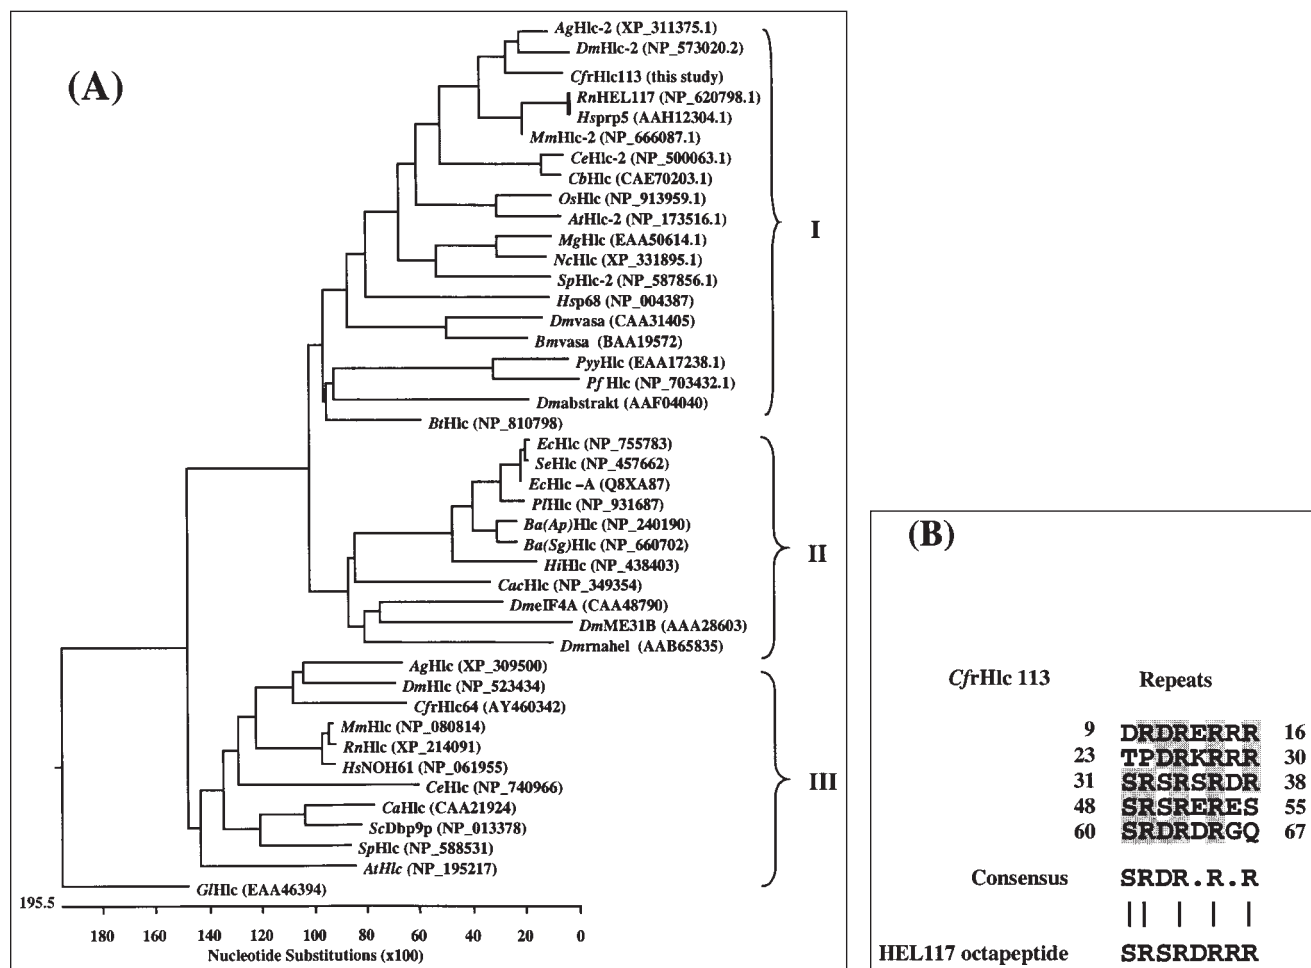 (A)
AgHlc-2 (XP_311375.1)
DmHlc-2 (NP_573020.2)
CfrHlc113 (this study)
RnHEL117 (NP_620798.1)
Hsprp5 (AAH12304.1)
MmHlc-2 (NP_666087.1)
CeHlc-2 (NP_500063.1)
CbHlc (CAE70203.1)
OsHlc (NP_913959.1)
AtHlc-2 (NP_173516.1)
MgHlc (EAA50614.1)
NcHlc (XP_331895.1)
SpHlc-2 (NP_587856.1)
Hsp68 (NP_004387)
Dmvasa (CAA31405)
Bmvasa (BAA19572)
PyyHlc (EAA17238.1)
Pf Hlc (NP_703432.1)
Dmabstrakt (AAF04040)
BtHlc (NP_810798)
I
EcHlc (NP_755783)
SeHlc (NP_457662)
EcHlc –A (Q8XA87)
PlHlc (NP_931687)
Ba(Ap)Hlc (NP_240190)
Ba(Sg)Hlc (NP_660702)
HiHlc (NP_438403)
CacHlc (NP_349354)
DmeIF4A (CAA48790)
DmME31B (AAA28603)
Dmrnahel (AAB65835)
II
AgHlc (XP_309500)
DmHlc (NP_523434)
CfrHlc64 (AY460342)
MmHlc (NP_080814)
RnHlc (XP_214091)
HsNOH61 (NP_061955)
CeHlc (NP_740966)
CaHlc (CAA21924)
ScDbp9p (NP_013378)
SpHlc (NP_588531)
AtHlc (NP_195217)
III
GlHlc (EAA46394)
195.5
180 160 140 120 100 80 60 40 20 0
Nucleotide Substitutions (x100)
(B)
CfrHlc 113 Repeats
9 DRDRERRR 16
23 TPDRKRRR 30
31 SRSRSRDR 38
48 SRSRERES 55
60 SRDRDRGQ 67
Consensus SRDR.R.R
HEL117 octapeptide SRSRDRRR